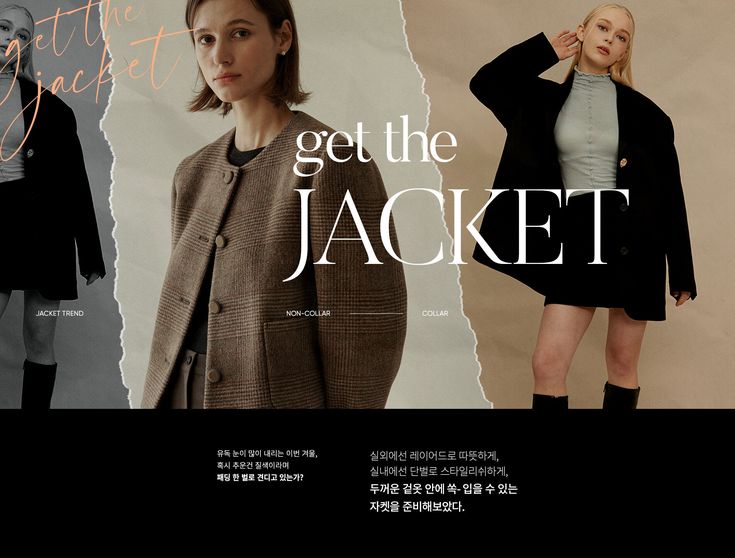 get the
jacket
get the
JACKET
JACKET TREND
NON-COLLAR
COLLAR
유독 눈이 많이 내리는 이번 겨울,
혹시 추운건 질색이라며
패딩 한 벌로 견디고 있는가?
실외에선 레이어드로 따뜻하게,
실내에선 단벌로 스타일리쉬하게,
두꺼운 겉옷 안에 쏙- 입을 수 있는
자켓을 준비해보았다.